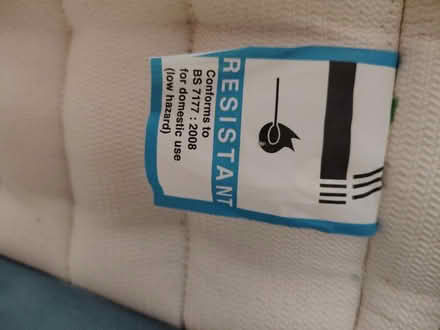 RESISTANT
Conforms to
BS 7177 : 2008
for domestic use
(low hazard)